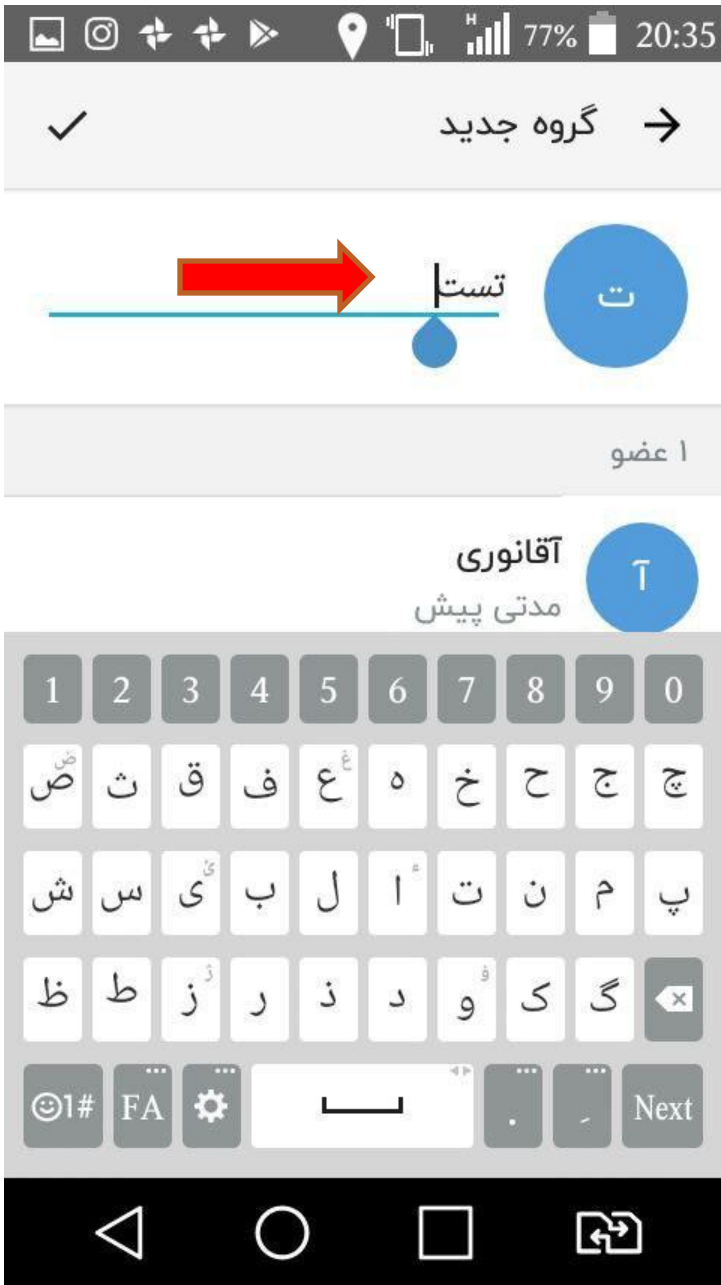 77% 20:35
گروه جدید
ت
تست
۱ عضو
آ
آقانوری
مدتی پیش
1 2 3 4 5 6 7 8 9 0
ص ض ث ق ف ع غ ه خ ح ج چ
ش س ی ئ ب ل ا ء ت ن م پ
ظ ط ز ژ ر ذ د و ؤ ک گ
☺1# FA . ـِ Next